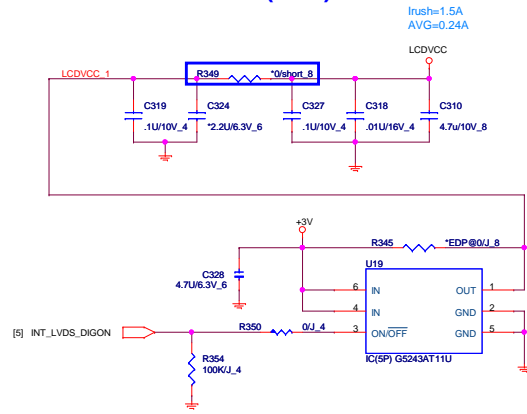 Irush=1.5A
AVG=0.24A
LCDVCC
LCDVCC_1
R349
*0/short_8
C319
.1U/10V_4
C324
*2.2U/6.3V_6
C327
.1U/10V_4
C318
.01U/16V_4
C310
4.7u/10V_8
+3V
R345
*EDP@0/J_8
C328
4.7U/6.3V_6
U19
6 IN OUT 1
4 IN GND 2
3 ON/OFF GND 5
IC(5P) G5243AT11U
[5] INT_LVDS_DIGON
R350
0/J_4
R354
100K/J_4